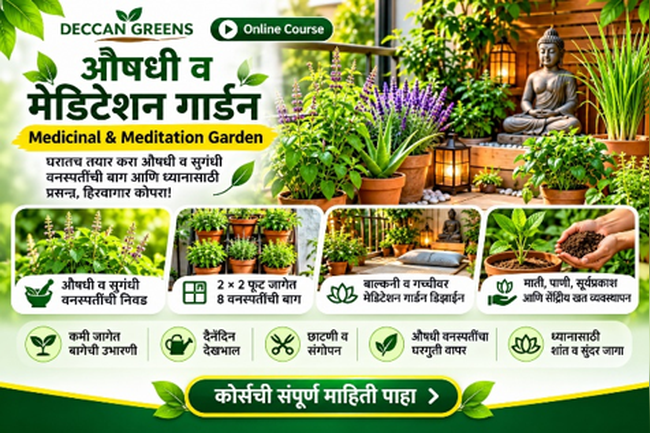 DECCAN GREENS
Online Course
औषधी व
मेडिटेशन गार्डन
Medicinal & Meditation Garden
घरातच तयार करा औषधी व सुगंधी
वनस्पतींची बाग आणि ध्यानासाठी
प्रसन्न, हिरवागार कोपरा!
औषधी व सुगंधी
वनस्पतींची निवड
2 × 2 फूट जागेत
8 वनस्पतींची बाग
बाल्कनी व गच्चीवर
मेडिटेशन गार्डन डिझाईन
माती, पाणी, सूर्यप्रकाश
आणि सेंद्रीय खत व्यवस्थापन
कमी जागेत
बागेची उभारणी
दैनंदिन
देखभाल
छाटणी व
संगोपन
औषधी वनस्पतींचा
घरगुती वापर
ध्यानासाठी
शांत व सुंदर जागा
कोर्सची संपूर्ण माहिती पाहा